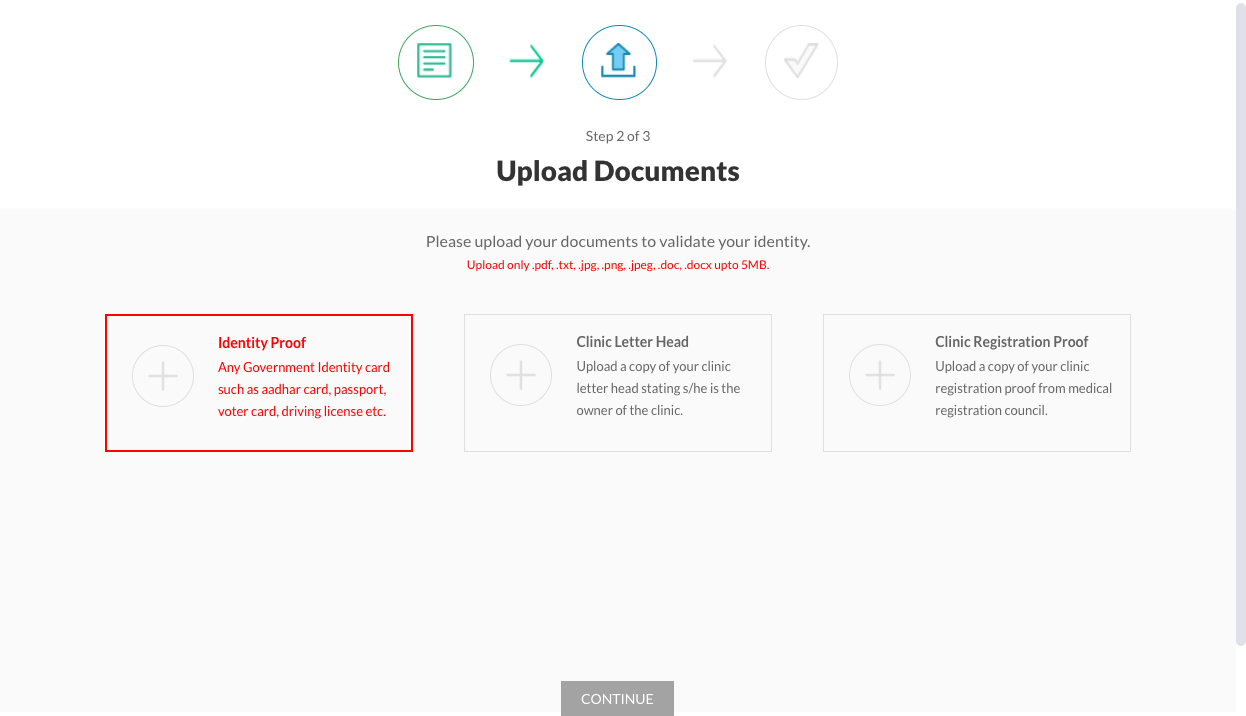 Step 2 of 3
Upload Documents
Please upload your documents to validate your identity.
Upload only .pdf, .txt, .jpg, .png, .jpeg, .doc, .docx upto 5MB.
Identity Proof
Any Government Identity card
such as aadhar card, passport,
voter card, driving license etc.
Clinic Letter Head
Upload a copy of your clinic
letter head stating s/he is the
owner of the clinic.
Clinic Registration Proof
Upload a copy of your clinic
registration proof from medical
registration council.
CONTINUE